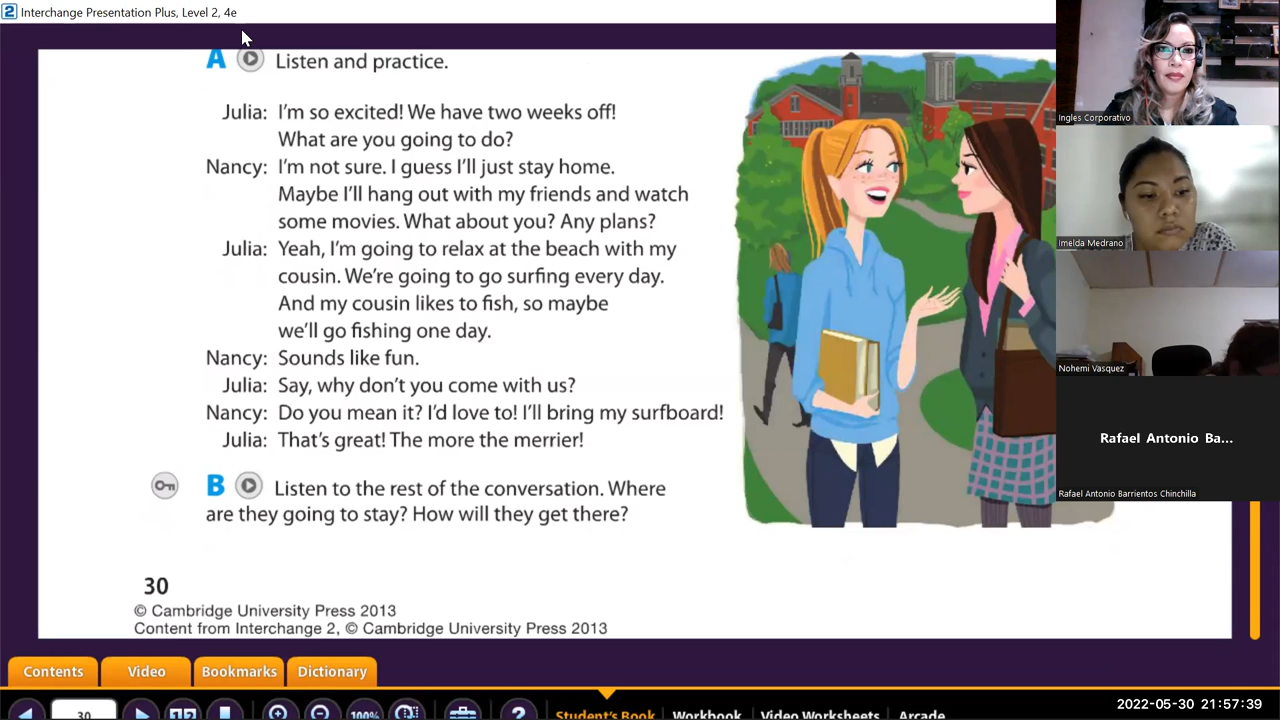 Interchange Presentation Plus, Level 2, 4e
A Listen and practice.
Julia: I'm so excited! We have two weeks off!
What are you going to do?
Nancy: I'm not sure. I guess I'll just stay home.
Maybe I'll hang out with my friends and watch
some movies. What about you? Any plans?
Julia: Yeah, I'm going to relax at the beach with my
cousin. We're going to go surfing every day.
And my cousin likes to fish, so maybe
we'll go fishing one day.
Nancy: Sounds like fun.
Julia: Say, why don't you come with us?
Nancy: Do you mean it? I'd love to! I'll bring my surfboard!
Julia: That's great! The more the merrier!
B Listen to the rest of the conversation. Where
are they going to stay? How will they get there?
30
© Cambridge University Press 2013
Content from Interchange 2, © Cambridge University Press 2013
Ingles Corporativo
Imelda Medrano
Nohemi Vasquez
Rafael Antonio Ba...
Rafael Antonio Barrientos Chinchilla
Contents Video Bookmarks Dictionary
30 100% ? Student's Book Workbook Video Worksheets Arcade
2022-05-30 21:57:39